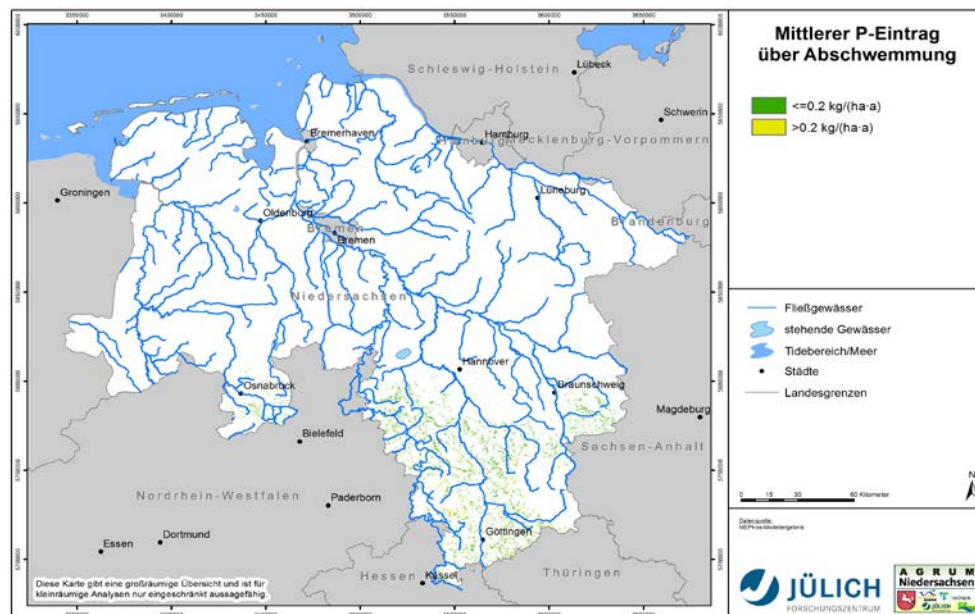 Mittlerer P-Eintrag
über Abschwemmung
<=0.2 kg/(ha·a)
>0.2 kg/(ha·a)
Fließgewässer
stehende Gewässer
Tidebereich/Meer
Städte
Landesgrenzen
0 15 30 60 Kilometer
N
Datenquelle:
JÜLICH
FORSCHUNGSZENTRUM
AGRUM
Niedersachsen
Schleswig-Holstein
Lübeck
Schwerin
Bremerhaven
Hamburg
Hamburg
Mecklenburg-Vorpommern
Groningen
Lüneburg
Oldenburg
Brandenburg
Bremen
Bremen
Niedersachsen
Hannover
Osnabrück
Braunschweig
Magdeburg
Bielefeld
Sachsen-Anhalt
Nordrhein-Westfalen
Paderborn
Göttingen
Dortmund
Essen
Hessen
Kassel
Thüringen
Diese Karte gibt eine großräumige Übersicht und ist für
kleinräumige Analysen nur eingeschränkt aussagefähig.